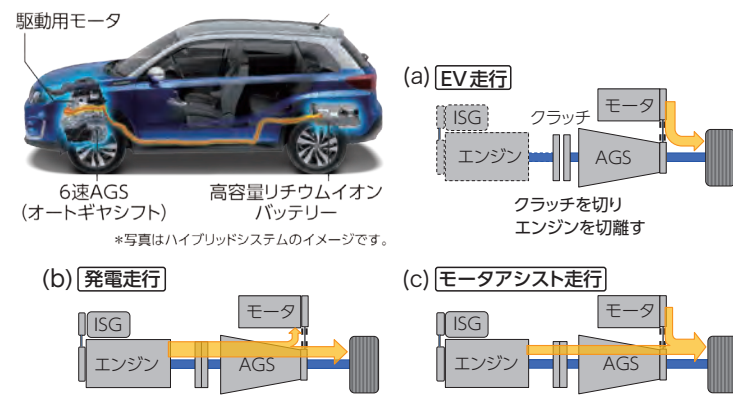 駆動用モータ
6速AGS
(オートギヤシフト)
高容量リチウムイオン
バッテリー
*写真はハイブリッドシステムのイメージです。
(a) EV走行
ISG
クラッチ
モータ
エンジン
AGS
クラッチを切り
エンジンを切離す
(b) 発電走行
ISG
モータ
エンジン
AGS
(c) モータアシスト走行
ISG
モータ
エンジン
AGS